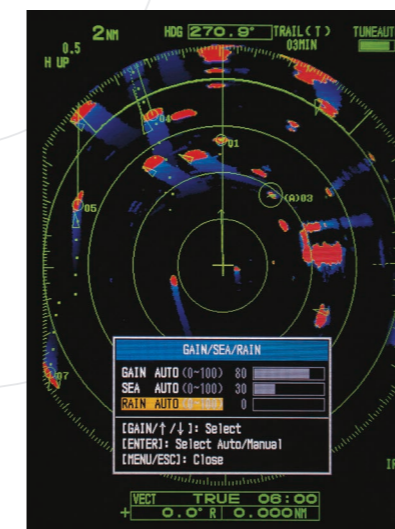 2NM HDG 270.9° TRAIL(T) TUNEAUT
0.5 03MIN
H UP
04
01
(A)03
05
07
GAIN/SEA/RAIN
GAIN AUTO (0~100) 80
SEA AUTO (0~100) 30
RAIN AUTO (0~100) 0
[GAIN/↑/↓]: Select
[ENTER]: Select Auto/Manual
[MENU/ESC]: Close
VECT TRUE 06:00
+ 0.0° R 0.000NM